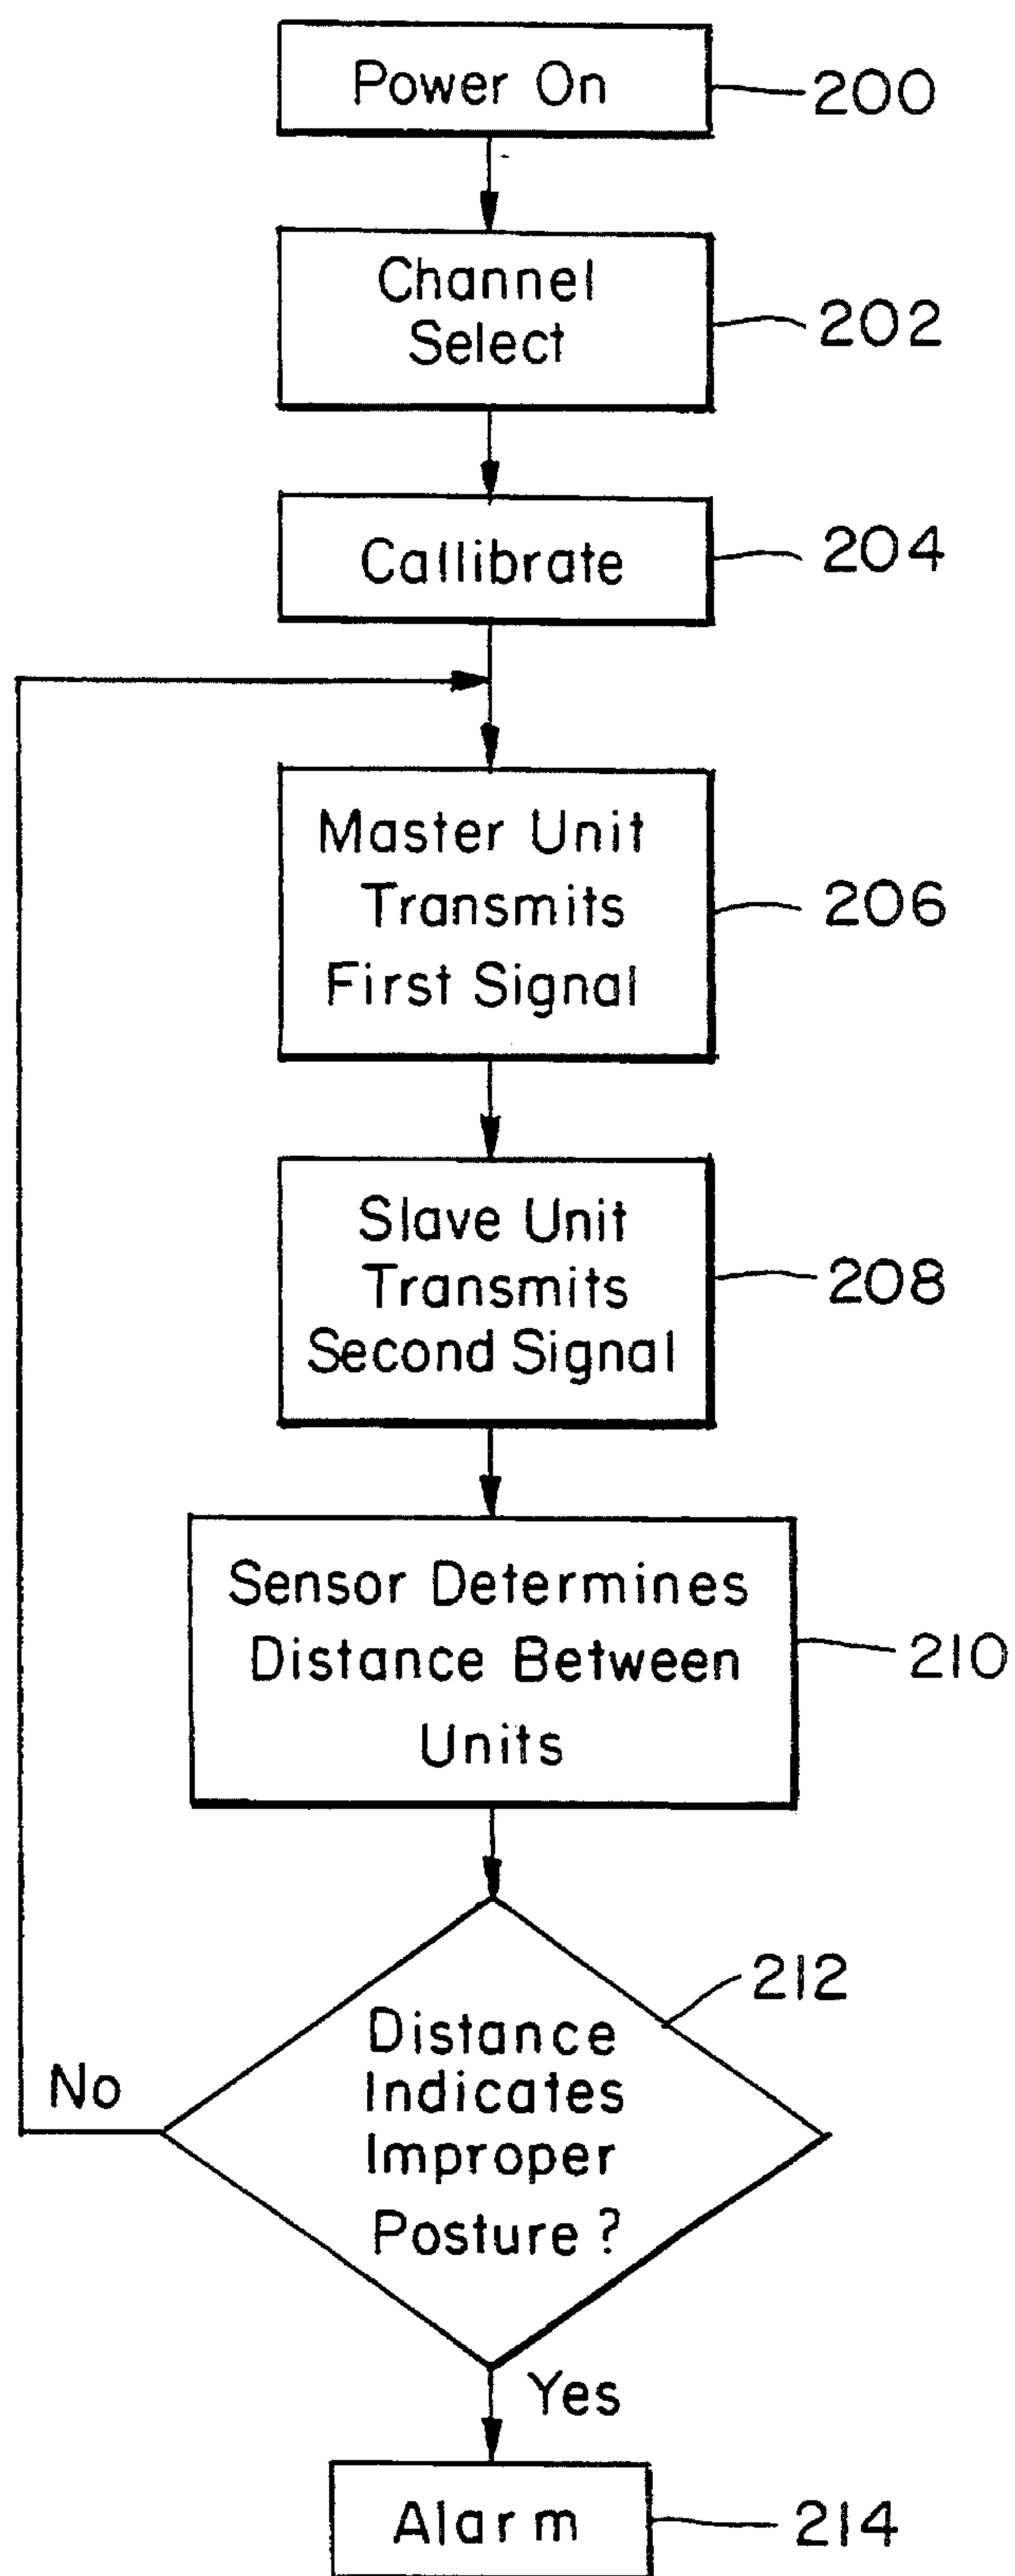 Power On
200
Channel
Select
202
Callibrate
204
Master Unit
Transmits
First Signal
206
Slave Unit
Transmits
Second Signal
208
Sensor Determines
Distance Between
Units
210
212
Distance
Indicates
Improper
Posture?
No
Yes
Alarm
214